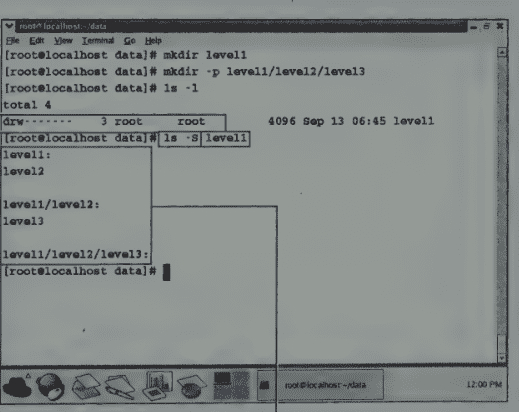 root@localhost:~/data
File Edit View Terminal Go Help
[root@localhost data]# mkdir level1
[root@localhost data]# mkdir -p level1/level2/level3
[root@localhost data]# ls -l
total 4
drw------- 3 root root 4096 Sep 13 06:45 level1
[root@localhost data]# ls -S level1
level1:
level2
level1/level2:
level3
level1/level2/level3:
[root@localhost data]#
root@localhost:~/data
12:00 PM